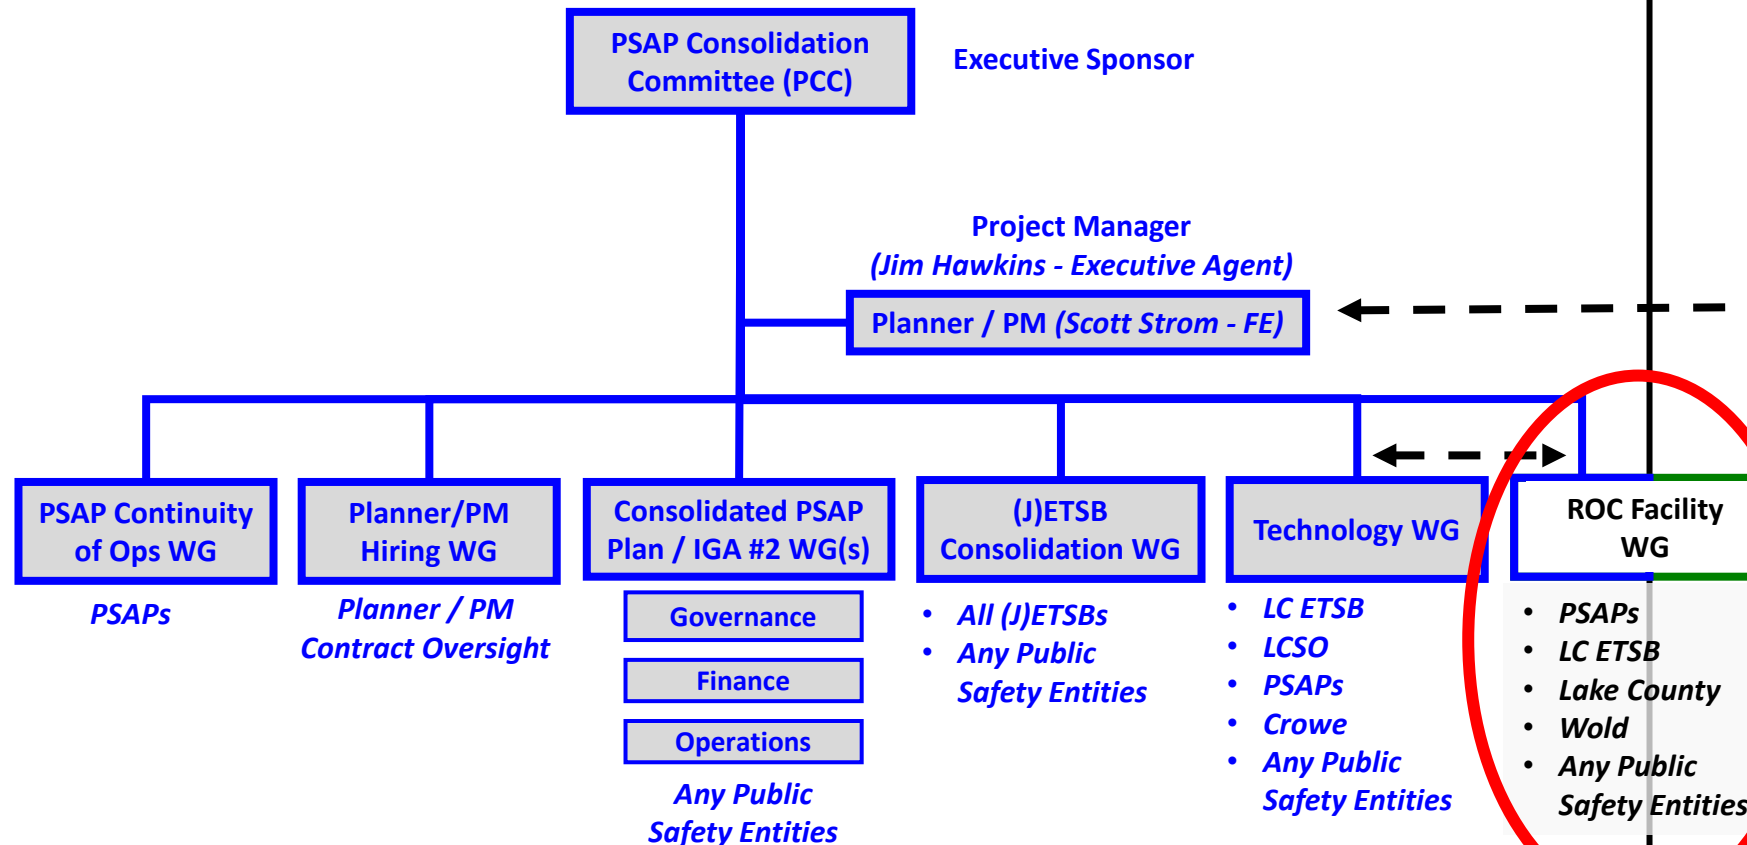 PSAP Consolidation
Committee (PCC)
Executive Sponsor
Project Manager
(Jim Hawkins - Executive Agent)
Planner / PM (Scott Strom - FE)
PSAP Continuity
of Ops WG
PSAPs
Planner/PM
Hiring WG
Planner / PM
Contract Oversight
Consolidated PSAP
Plan / IGA #2 WG(s)
Governance
Finance
Operations
Any Public
Safety Entities
(J)ETSB
Consolidation WG
• All (J)ETSBs
• Any Public
Safety Entities
Technology WG
• LC ETSB
• LCSO
• PSAPs
• Crowe
• Any Public
Safety Entities
ROC Facility
WG
• PSAPs
• LC ETSB
• Lake County
• Wold
• Any Public
Safety Entities